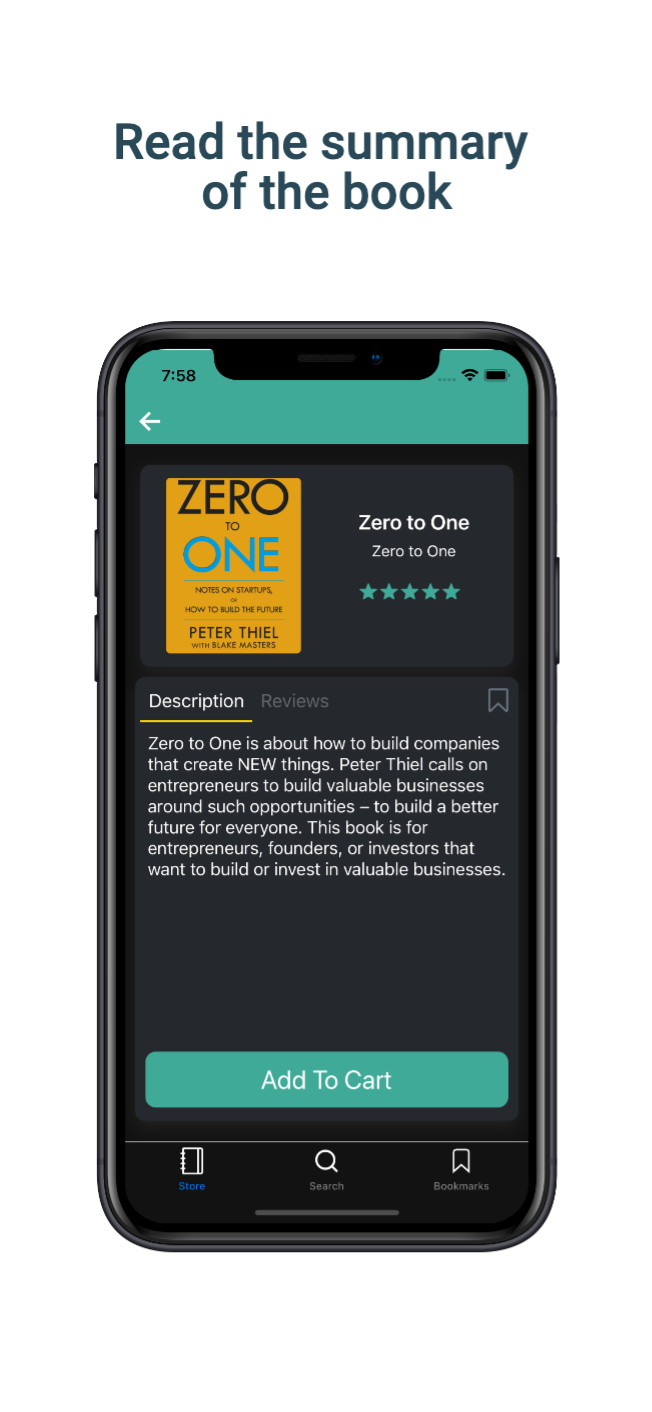 Read the summary
of the book
7:58
ZERO
TO
ONE
NOTES ON STARTUPS,
OR
HOW TO BUILD THE FUTURE
PETER THIEL
WITH BLAKE MASTERS
Zero to One
Zero to One
Description Reviews
Zero to One is about how to build companies
that create NEW things. Peter Thiel calls on
entrepreneurs to build valuable businesses
around such opportunities – to build a better
future for everyone. This book is for
entrepreneurs, founders, or investors that
want to build or invest in valuable businesses.
Add To Cart
Store Search Bookmarks